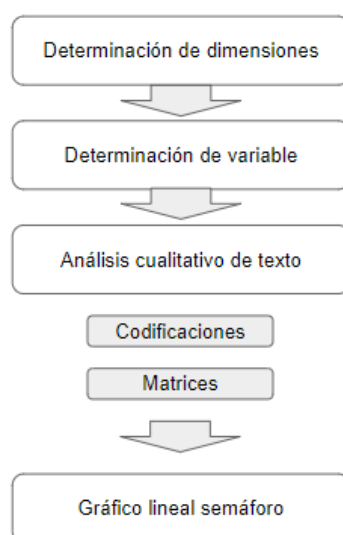 Determinación de dimensiones
Determinación de variable
Análisis cualitativo de texto
Codificaciones
Matrices
Gráfico lineal semáforo